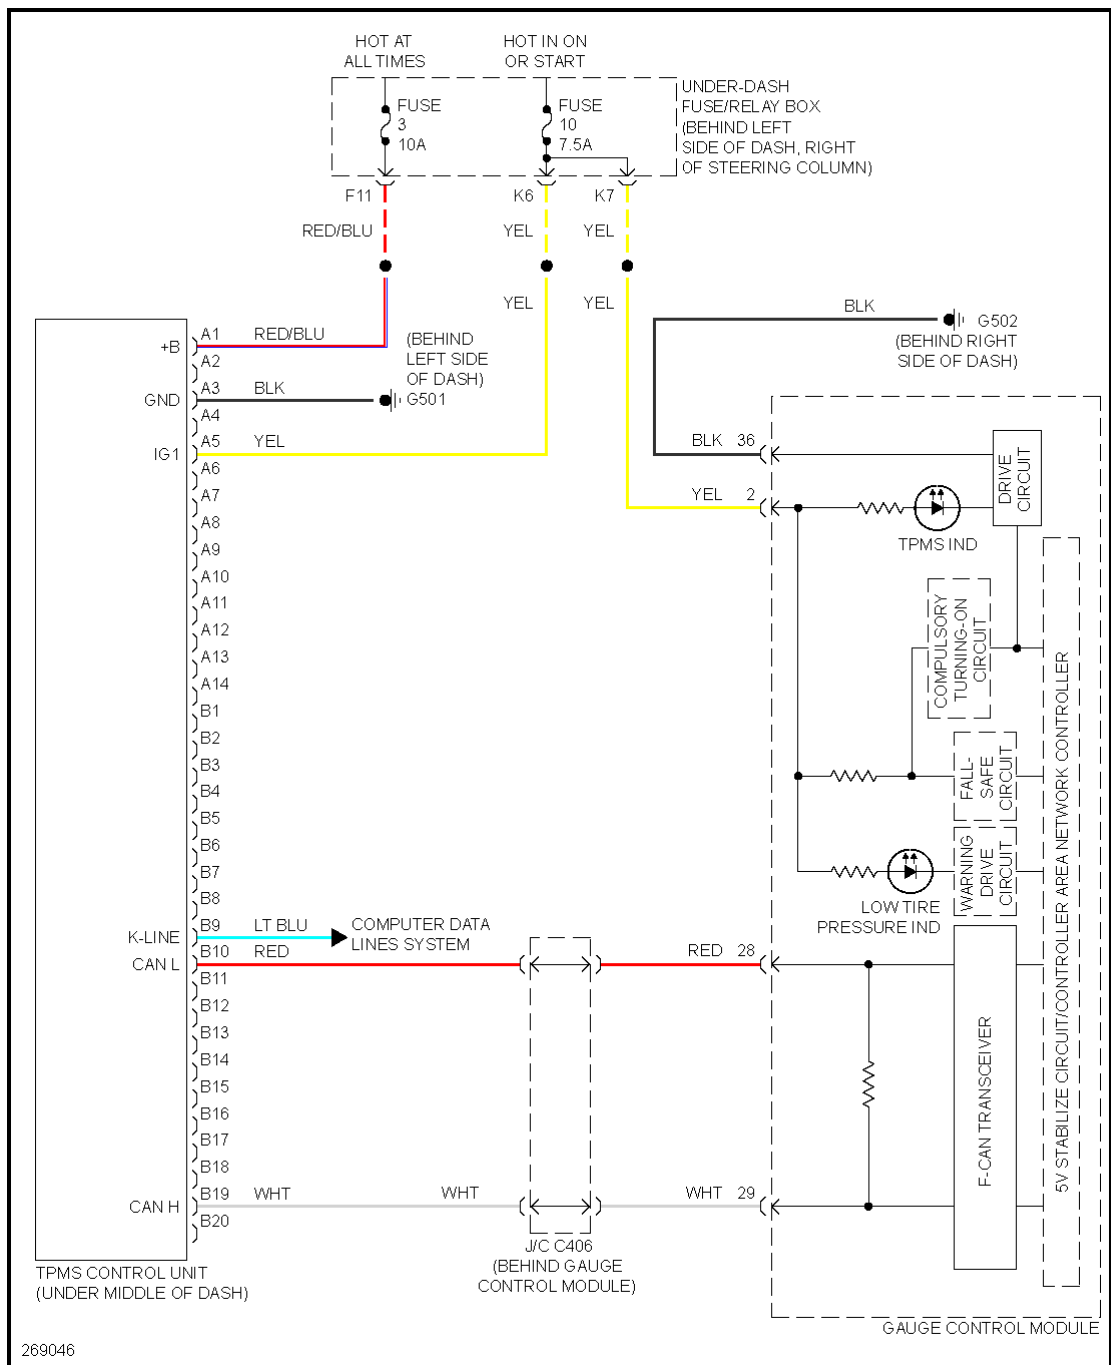 HOT AT
ALL TIMES
HOT IN ON
OR START
UNDER-DASH
FUSE/RELAY BOX
(BEHIND LEFT
SIDE OF DASH, RIGHT
OF STEERING COLUMN)
FUSE
3
10A
FUSE
10
7.5A
F11
K6
K7
RED/BLU
YEL
YEL
YEL
YEL
BLK
G502
(BEHIND RIGHT
SIDE OF DASH)
+B
A1
RED/BLU
(BEHIND
LEFT SIDE
OF DASH)
G501
A2
GND
A3
BLK
A4
IG1
A5
YEL
A6
A7
A8
A9
A10
A11
A12
A13
A14
B1
B2
B3
B4
B5
B6
B7
B8
K-LINE
B9
LT BLU
COMPUTER DATA
LINES SYSTEM
CAN L
B10
RED
B11
B12
B13
B14
B15
B16
B17
B18
CAN H
B19
WHT
WHT
B20
TPMS CONTROL UNIT
(UNDER MIDDLE OF DASH)
J/C C406
(BEHIND GAUGE
CONTROL MODULE)
BLK 36
YEL 2
DRIVE
CIRCUIT
TPMS IND
COMPULSORY
TURNING-ON
CIRCUIT
FALL-
SAFE
CIRCUIT
WARNING
DRIVE
CIRCUIT
LOW TIRE
PRESSURE IND
RED 28
WHT 29
F-CAN TRANSCEIVER
5V STABILIZE CIRCUIT/CONTROLLER AREA NETWORK CONTROLLER
GAUGE CONTROL MODULE
269046